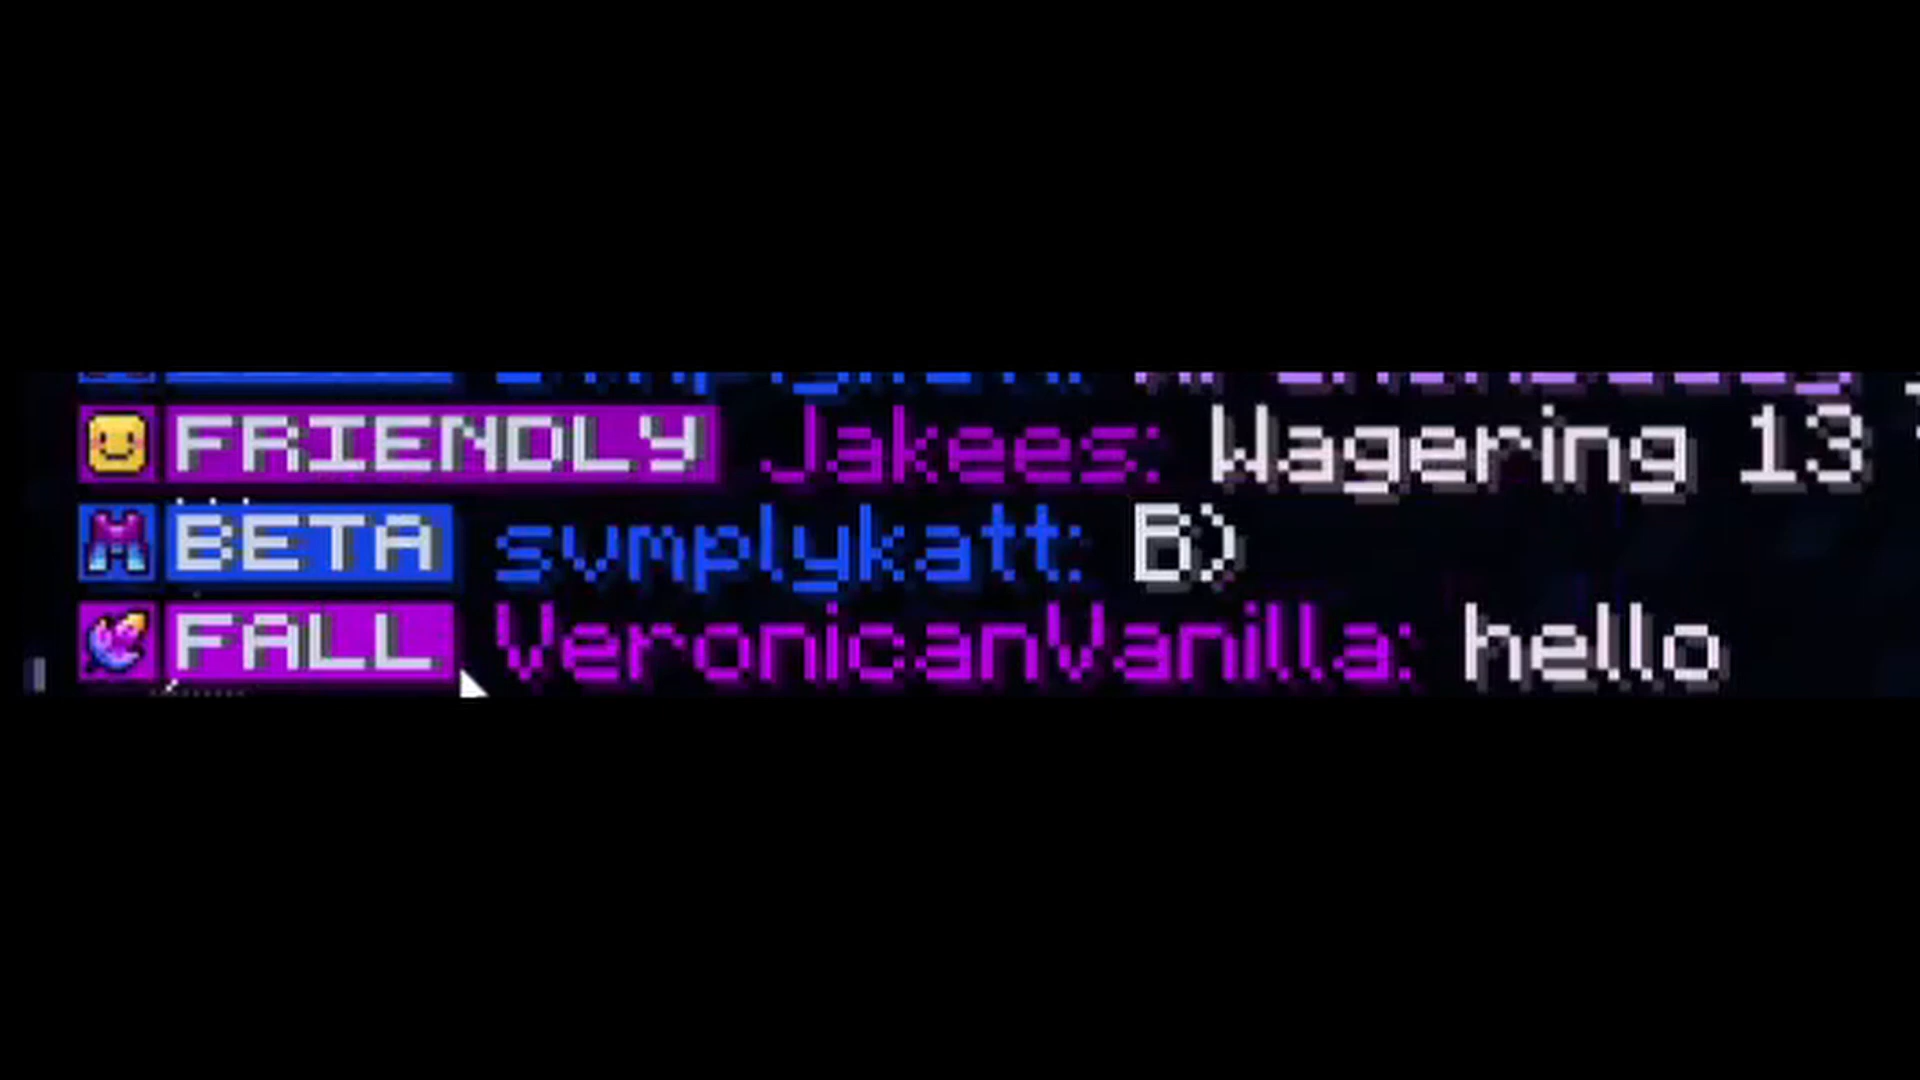 FRIENDLY Jakees: Wagering 13
BETA svmplykatt: B)
FALL VeronicanVanilla: hello